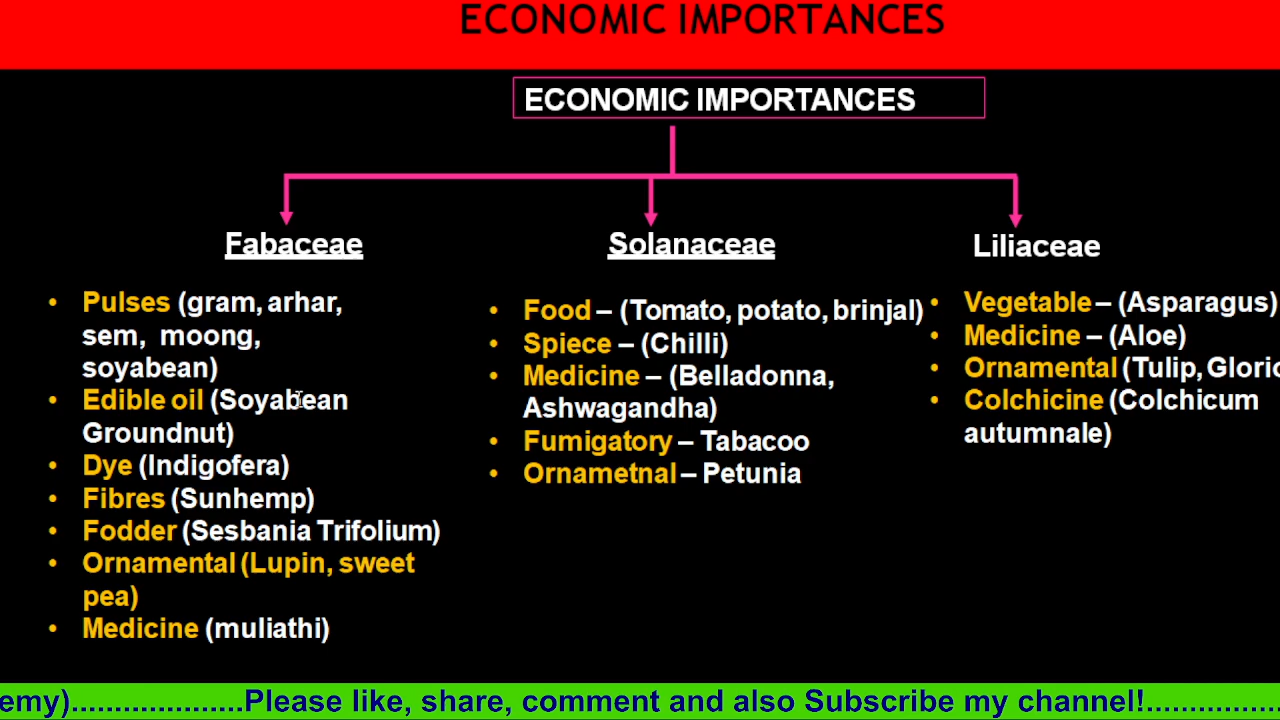 ECONOMIC IMPORTANCES
ECONOMIC IMPORTANCES
Fabaceae
• Pulses (gram, arhar,
sem, moong,
soyabean)
• Edible oil (Soyabean
Groundnut)
• Dye (Indigofera)
• Fibres (Sunhemp)
• Fodder (Sesbania Trifolium)
• Ornamental (Lupin, sweet
pea)
• Medicine (muliathi)
Solanaceae
• Food – (Tomato, potato, brinjal)
• Spiece – (Chilli)
• Medicine – (Belladonna,
Ashwagandha)
• Fumigatory – Tabacoo
• Ornametnal – Petunia
Liliaceae
• Vegetable – (Asparagus)
• Medicine – (Aloe)
• Ornamental (Tulip, Glorio
• Colchicine (Colchicum
autumnale)
emy)....................Please like, share, comment and also Subscribe my channel!................